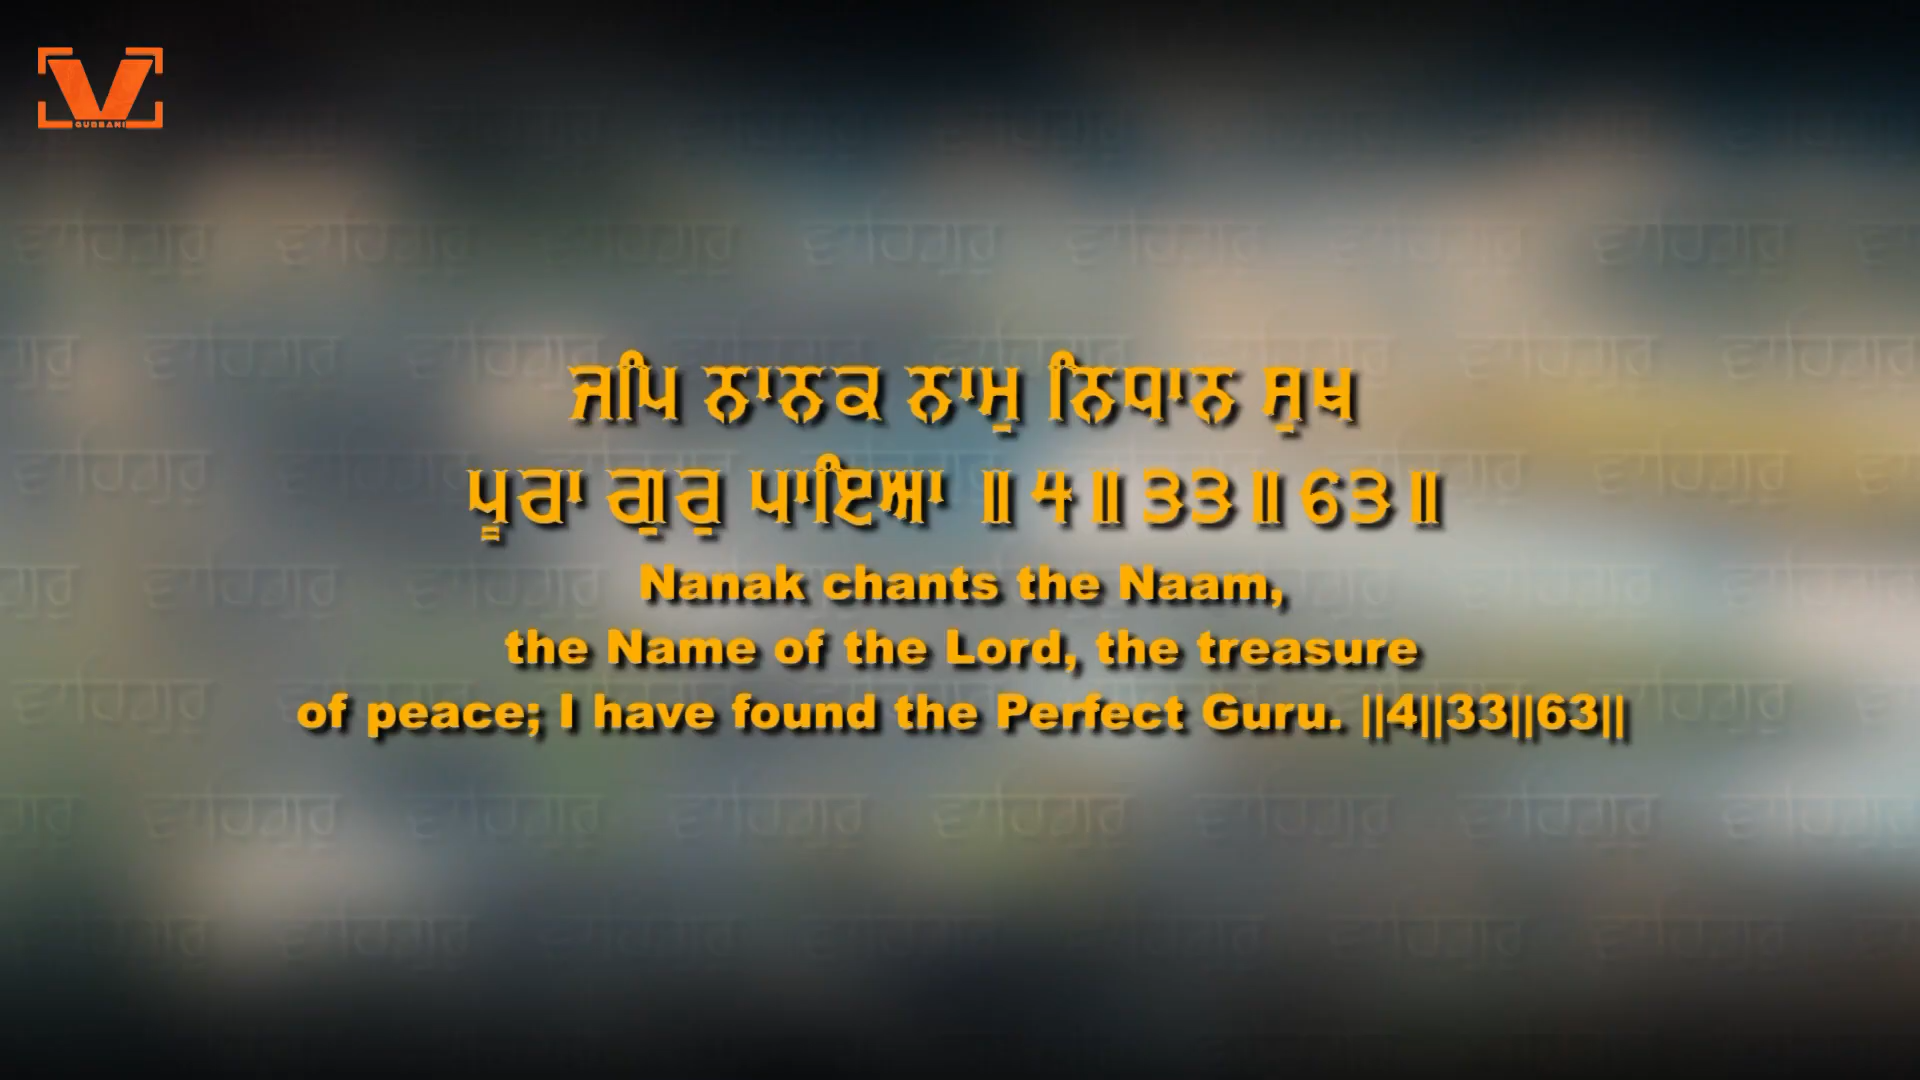 GURBANI
ਜਪਿ ਨਾਨਕ ਨਾਮੁ ਨਿਧਾਨ ਸੁਖ
ਪੂਰਾ ਗੁਰੁ ਪਾਇਆ ॥੪॥੩੩॥੬੩॥
Nanak chants the Naam,
the Name of the Lord, the treasure
of peace; I have found the Perfect Guru. ||4||33||63||